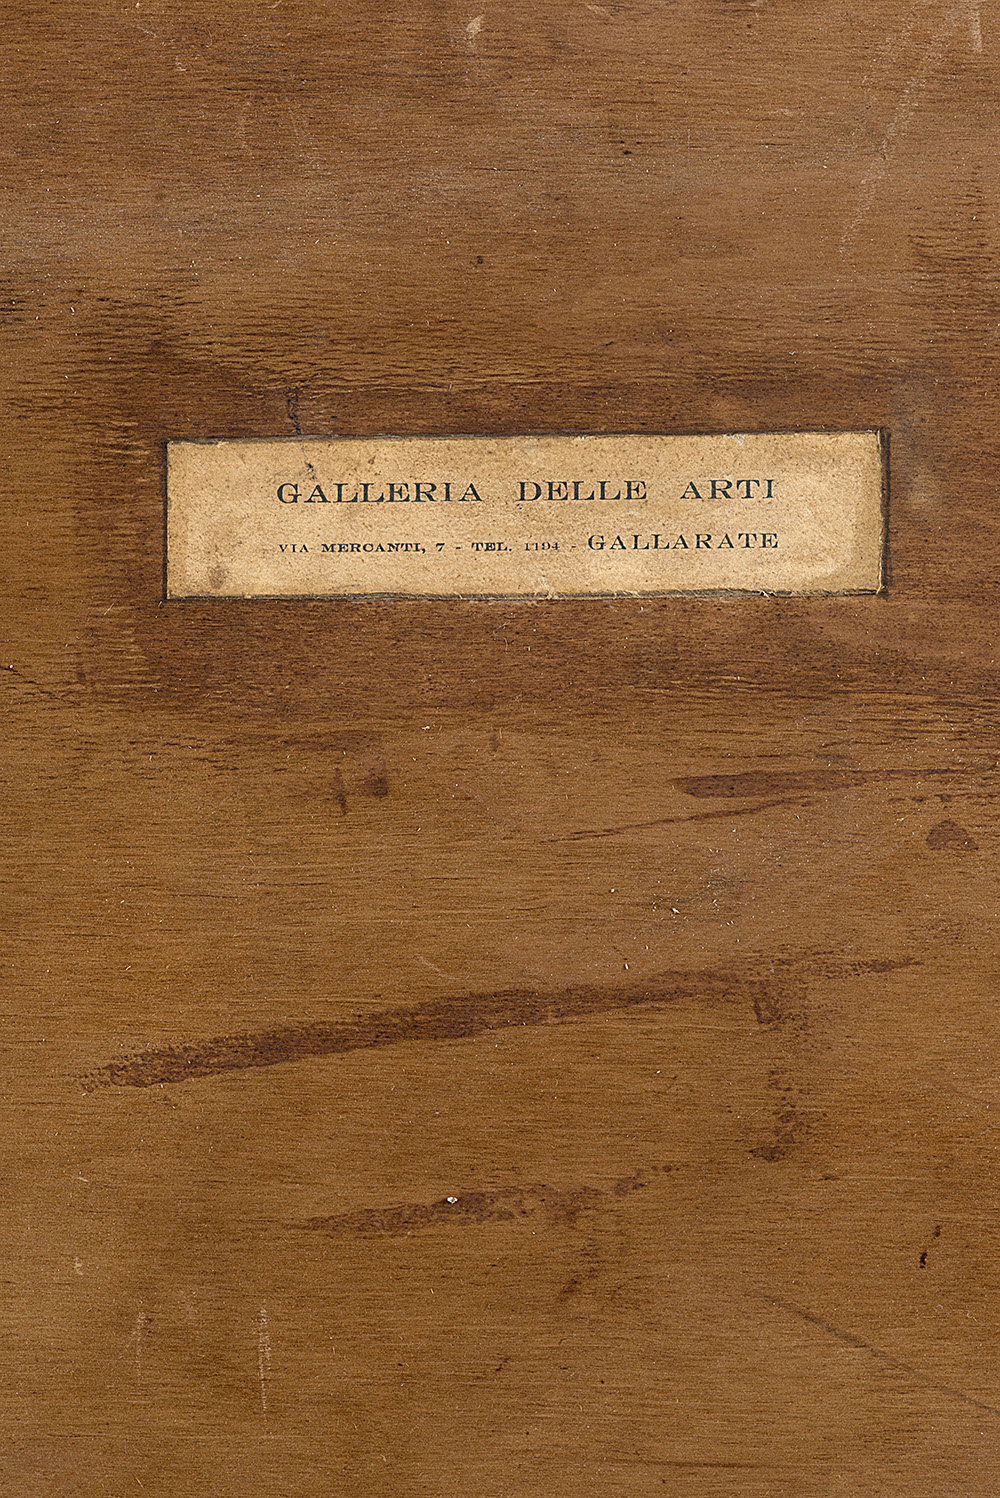 GALLERIA DELLE ARTI
VIA MERCANTI, 7 - TEL. 1194 - GALLARATE